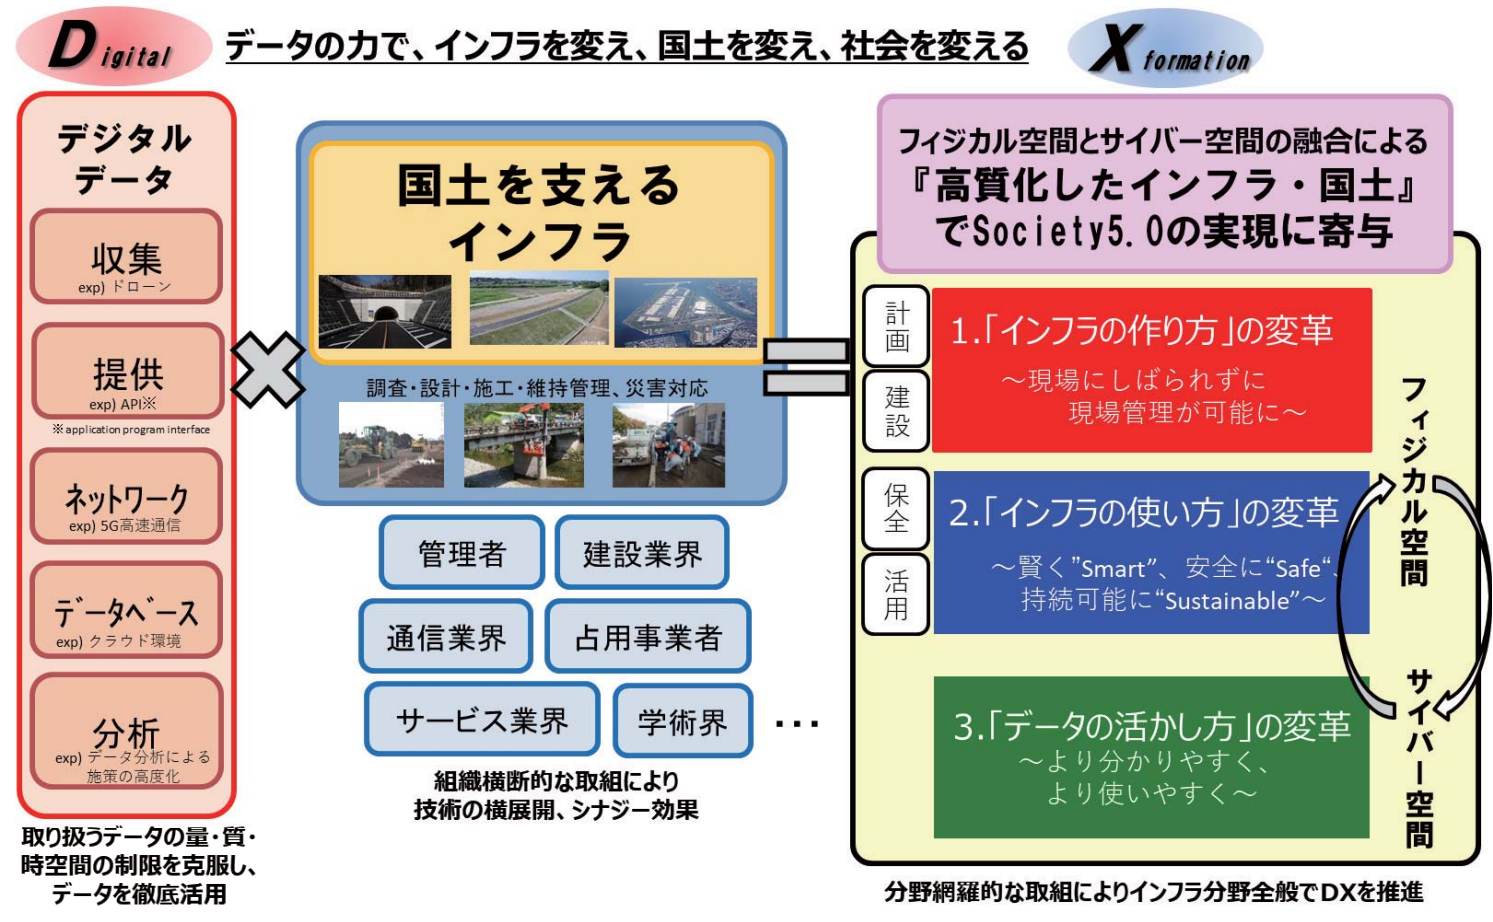 Digital
データの力で、インフラを変え、国土を変え、社会を変える
X formation
デジタル
データ
収集
exp) ドローン
提供
exp) API※
※ application program interface
ネットワーク
exp) 5G高速通信
データベース
exp) クラウド環境
分析
exp) データ分析による
施策の高度化
取り扱うデータの量・質・
時空間の制限を克服し、
データを徹底活用
国土を支える
インフラ
調査・設計・施工・維持管理、災害対応
管理者
建設業界
通信業界
占用事業者
サービス業界
学術界
・・・
組織横断的な取組により
技術の横展開、シナジー効果
フィジカル空間とサイバー空間の融合による
『高質化したインフラ・国土』
でSociety5.0の実現に寄与
計画
建設
1.「インフラの作り方」の変革
～現場にしばられずに
現場管理が可能に～
保全
活用
2.「インフラの使い方」の変革
～賢く”Smart”、安全に“Safe“、
持続可能に“Sustainable”～
3.「データの活かし方」の変革
～より分かりやすく、
より使いやすく～
フィジカル空間
サイバー空間
分野網羅的な取組によりインフラ分野全般でDXを推進